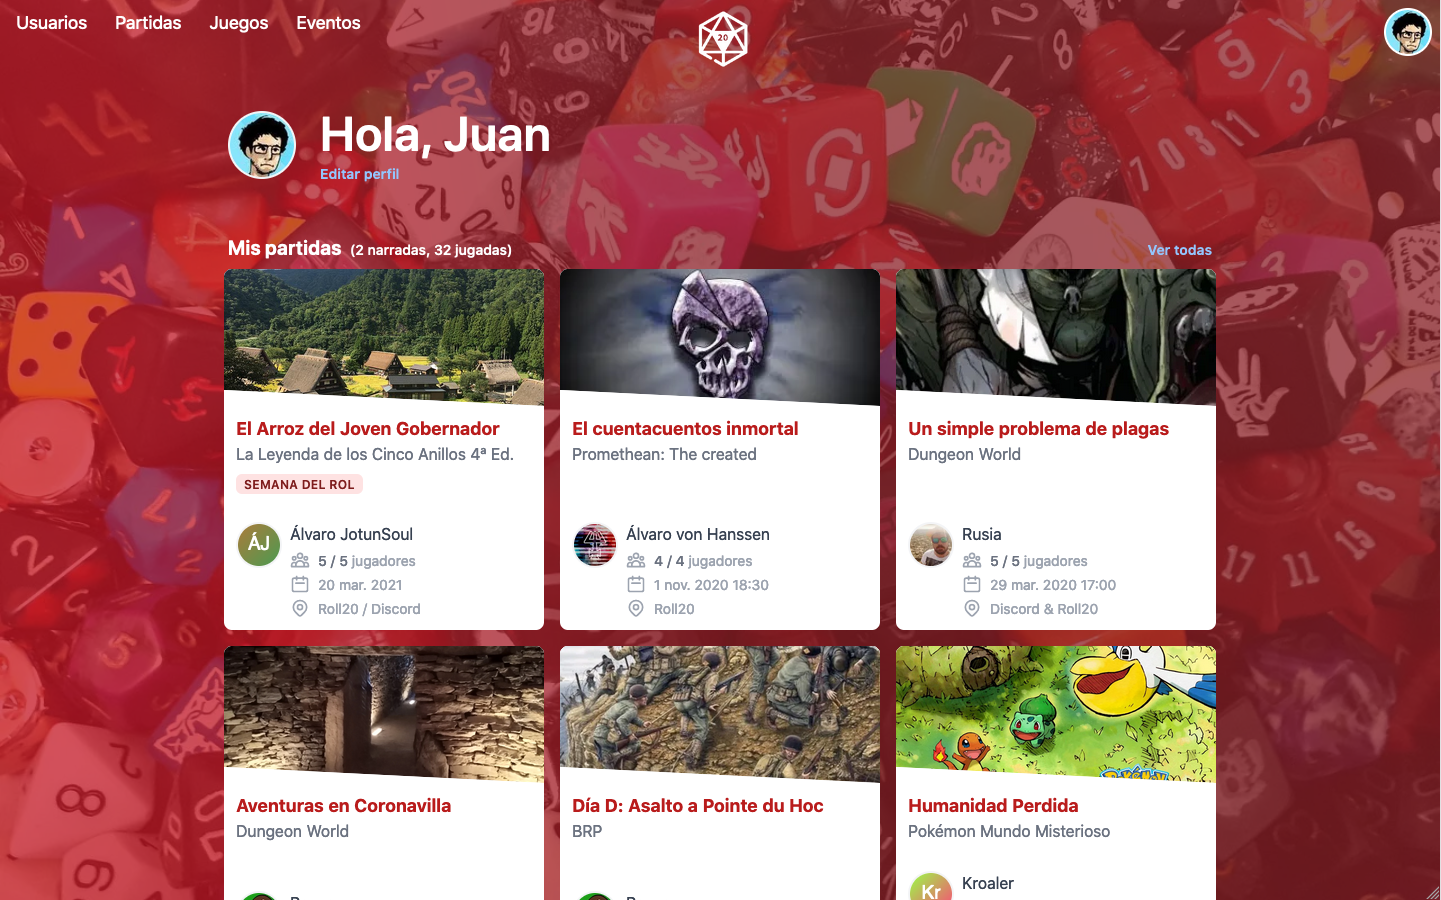 Usuarios Partidas Juegos Eventos
20
Hola, Juan
Editar perfil
Mis partidas (2 narradas, 32 jugadas)
Ver todas
El Arroz del Joven Gobernador
La Leyenda de los Cinco Anillos 4ª Ed.
SEMANA DEL ROL
ÁJ
Álvaro JotunSoul
5 / 5 jugadores
20 mar. 2021
Roll20 / Discord
El cuentacuentos inmortal
Promethean: The created
Álvaro von Hanssen
4 / 4 jugadores
1 nov. 2020 18:30
Roll20
Un simple problema de plagas
Dungeon World
Rusia
5 / 5 jugadores
29 mar. 2020 17:00
Discord & Roll20
Aventuras en Coronavilla
Dungeon World
Día D: Asalto a Pointe du Hoc
BRP
Humanidad Perdida
Pokémon Mundo Misterioso
Kr
Kroaler